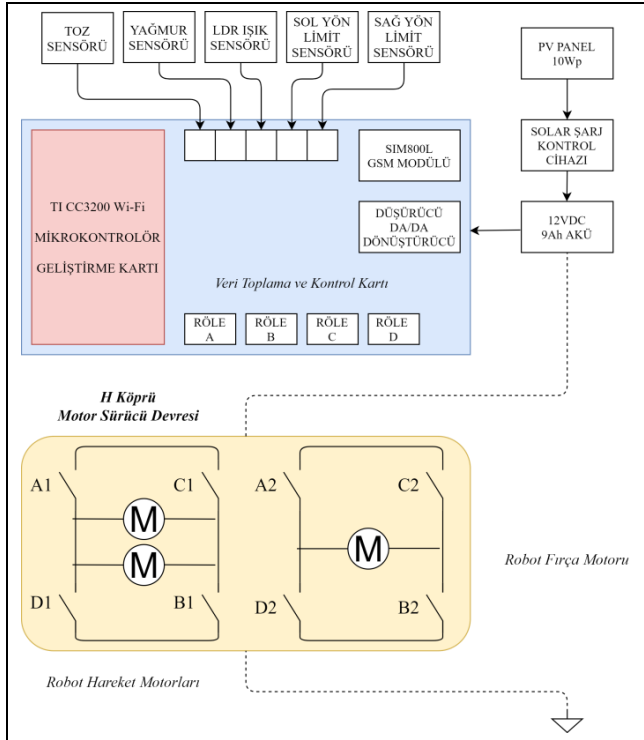 TOZ
SENSÖRÜ
YAĞMUR
SENSÖRÜ
LDR IŞIK
SENSÖRÜ
SOL YÖN
LİMİT
SENSÖRÜ
SAĞ YÖN
LİMİT
SENSÖRÜ
PV PANEL
10Wp
SOLAR ŞARJ
KONTROL
CİHAZI
12VDC
9Ah AKÜ
TI CC3200 Wi-Fi
MİKROKONTROLÖR
GELİŞTİRME KARTI
SIM800L
GSM MODÜLÜ
DÜŞÜRÜCÜ
DA/DA
DÖNÜŞTÜRÜCÜ
Veri Toplama ve Kontrol Kartı
RÖLE
A
RÖLE
B
RÖLE
C
RÖLE
D
H Köprü
Motor Sürücü Devresi
A1
C1
A2
C2
M
M
M
D1
B1
D2
B2
Robot Fırça Motoru
Robot Hareket Motorları